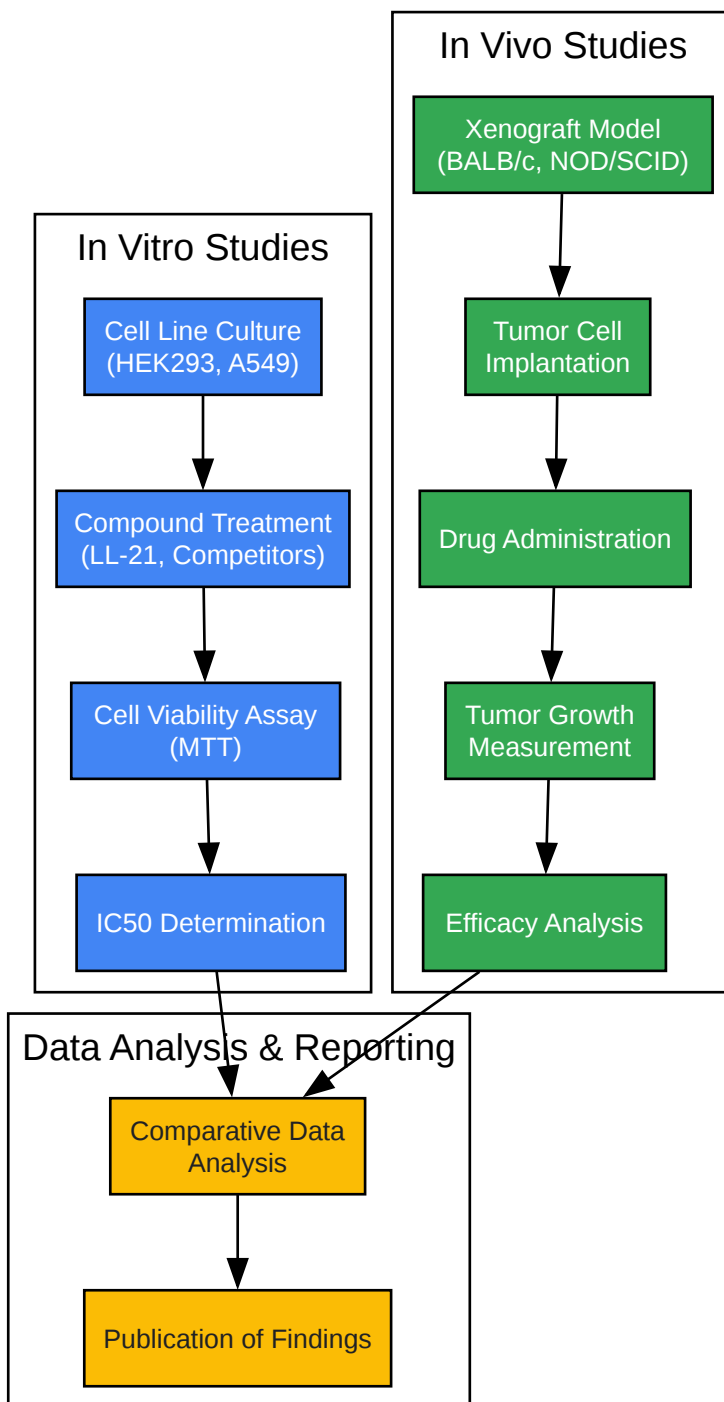 In Vivo Studies
Xenograft Model
(BALB/c, NOD/SCID)
Tumor Cell
Implantation
Drug Administration
Tumor Growth
Measurement
Efficacy Analysis
In Vitro Studies
Cell Line Culture
(HEK293, A549)
Compound Treatment
(LL-21, Competitors)
Cell Viability Assay
(MTT)
IC50 Determination
Data Analysis & Reporting
Comparative Data
Analysis
Publication of Findings